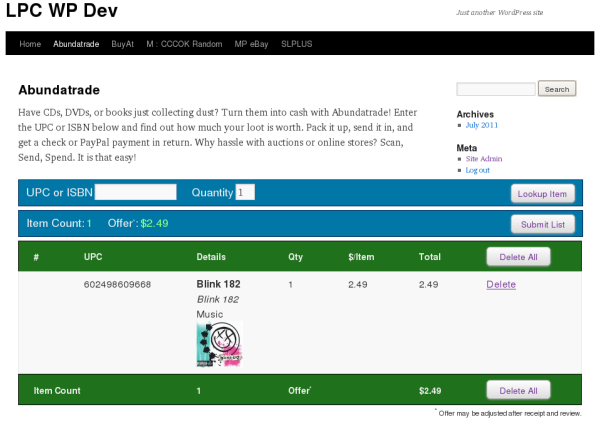 LPC WP Dev
Just another WordPress site
Home Abundatrade BuyAt M : CCCOK Random MP eBay SLPLUS
Abundatrade
Have CDs, DVDs, or books just collecting dust? Turn them into cash with Abundatrade! Enter
the UPC or ISBN below and find out how much your loot is worth. Pack it up, send it in, and
get a check or PayPal payment in return. Why hassle with auctions or online stores? Scan,
Send, Spend. It is that easy!
Search
Archives
July 2011
Meta
Site Admin
Log out
UPC or ISBN Quantity 1 Lookup Item
Item Count: 1 Offer*: $2.49 Submit List
# UPC Details Qty $/Item Total Delete All
602498609668 Blink 182 1 2.49 2.49 Delete
Blink 182
Music
Item Count 1 Offer* $2.49 Delete All
* Offer may be adjusted after receipt and review.